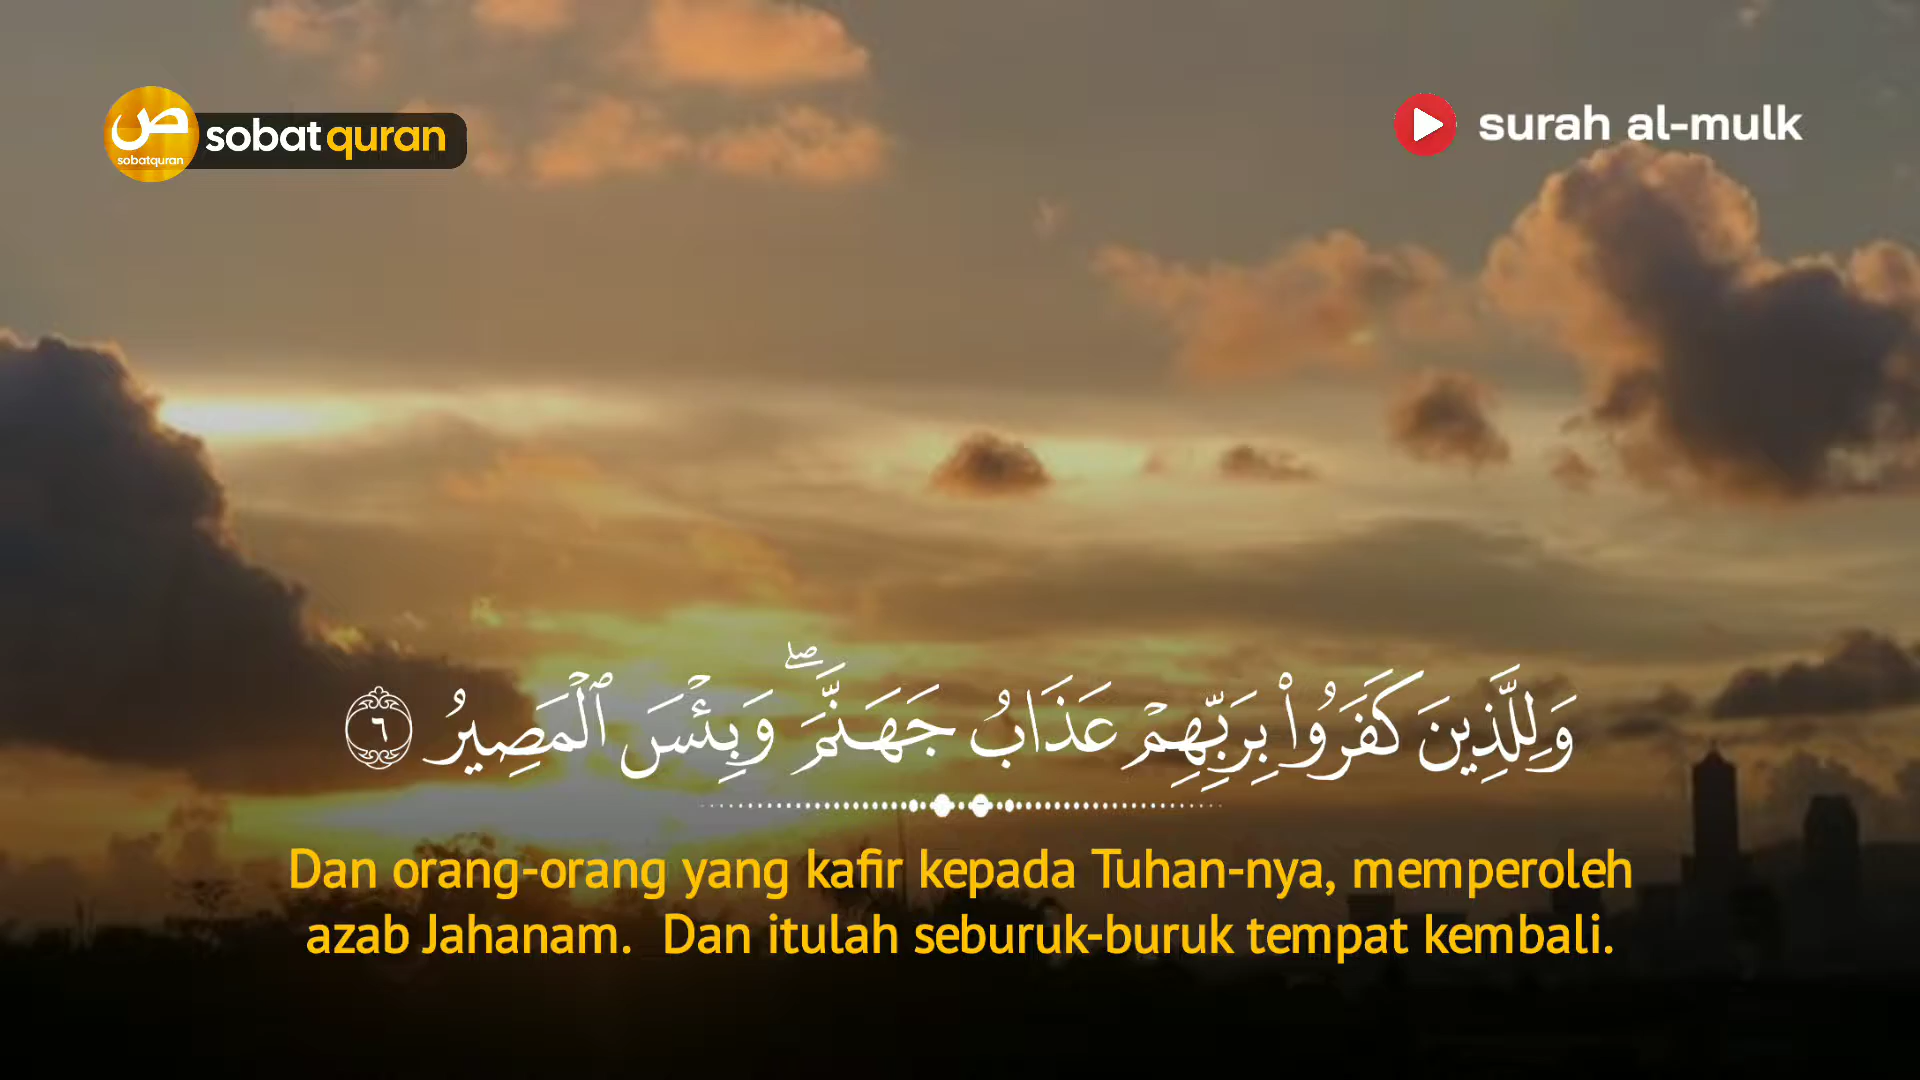 ص
sobatquran
sobat quran
surah al-mulk
وَلِلَّذِينَ كَفَرُوا۟ بِرَبِّهِمْ عَذَابُ جَهَنَّمَ ۖ وَبِئْسَ ٱلْمَصِيرُ ٦
Dan orang-orang yang kafir kepada Tuhan-nya, memperoleh
azab Jahanam. Dan itulah seburuk-buruk tempat kembali.